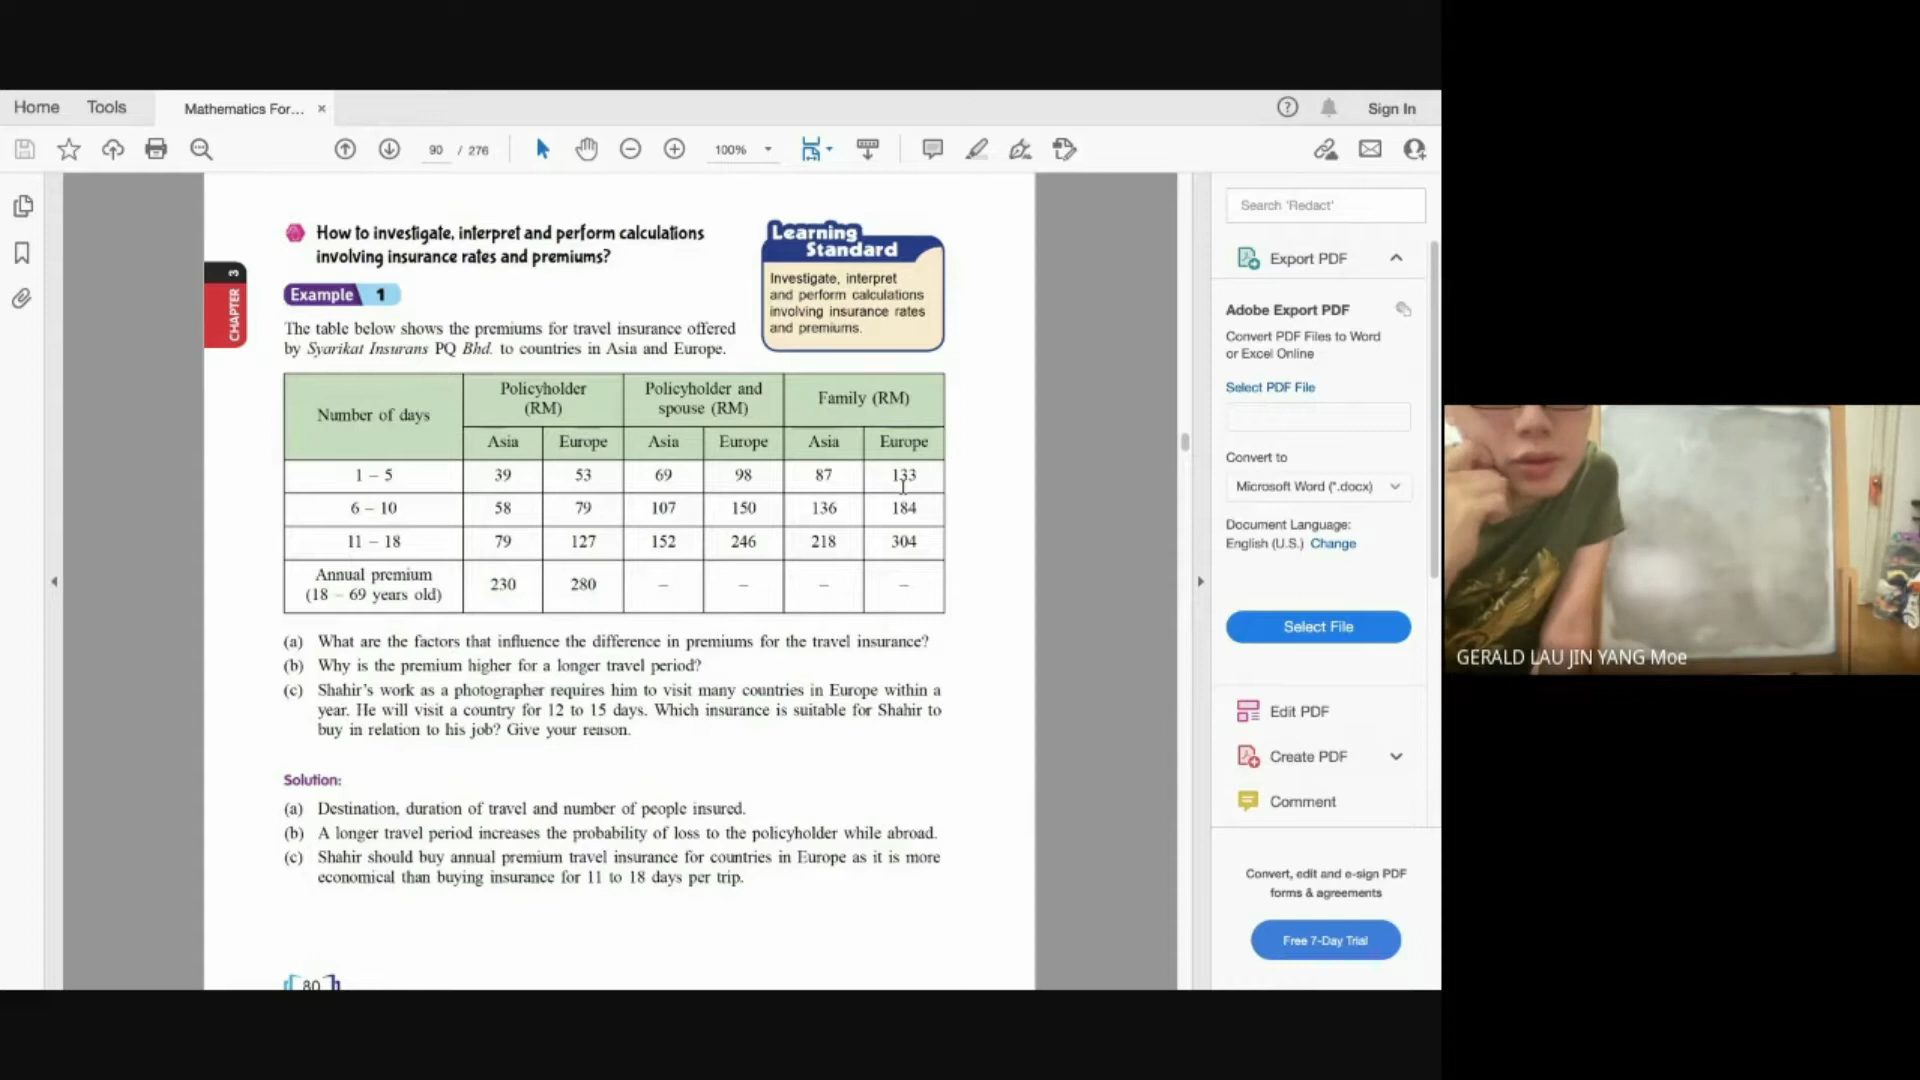 Home Tools Mathematics For... × Sign In
90 / 276 100%
How to investigate, interpret and perform calculations
involving insurance rates and premiums?
Learning
Standard
Investigate, interpret
and perform calculations
involving insurance rates
and premiums.
CHAPTER 3
Example 1
The table below shows the premiums for travel insurance offered
by Syarikat Insurans PQ Bhd. to countries in Asia and Europe.
Number of days Policyholder (RM) Policyholder and spouse (RM) Family (RM)
Asia Europe Asia Europe Asia Europe
1 – 5 39 53 69 98 87 133
6 – 10 58 79 107 150 136 184
11 – 18 79 127 152 246 218 304
Annual premium
(18 – 69 years old) 230 280 – – – –
(a) What are the factors that influence the difference in premiums for the travel insurance?
(b) Why is the premium higher for a longer travel period?
(c) Shahir's work as a photographer requires him to visit many countries in Europe within a
year. He will visit a country for 12 to 15 days. Which insurance is suitable for Shahir to
buy in relation to his job? Give your reason.
Solution:
(a) Destination, duration of travel and number of people insured.
(b) A longer travel period increases the probability of loss to the policyholder while abroad.
(c) Shahir should buy annual premium travel insurance for countries in Europe as it is more
economical than buying insurance for 11 to 18 days per trip.
80
Search 'Redact'
Export PDF
Adobe Export PDF
Convert PDF Files to Word
or Excel Online
Select PDF File
Convert to
Microsoft Word (*.docx)
Document Language:
English (U.S.) Change
Select File
Edit PDF
Create PDF
Comment
Convert, edit and e-sign PDF
forms & agreements
Free 7-Day Trial
GERALD LAU JIN YANG Moe